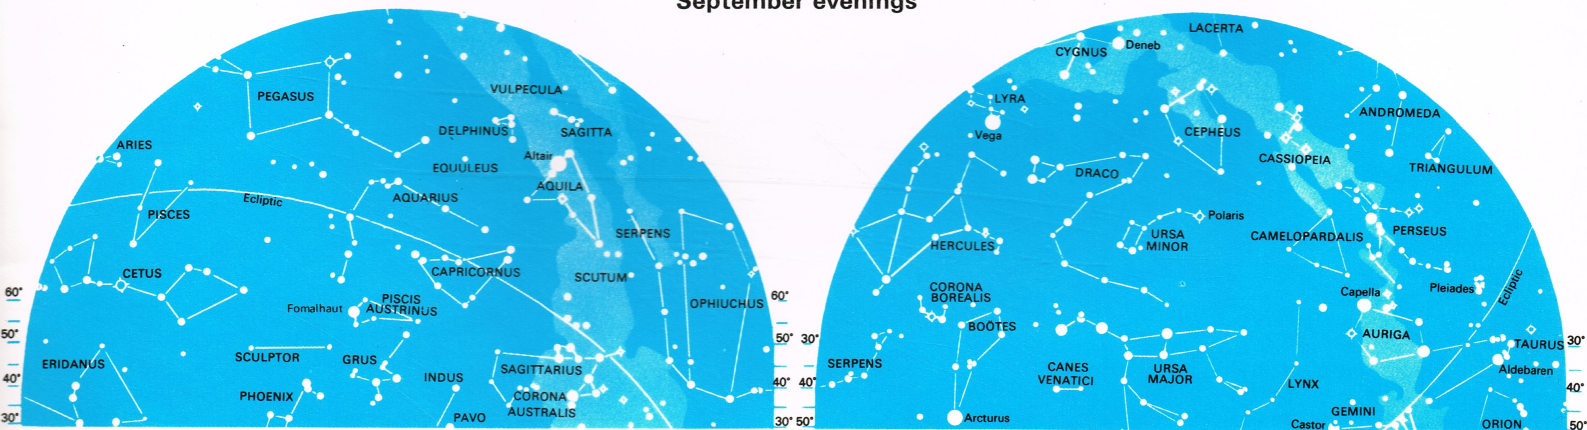 September evenings
PEGASUS
VULPECULA
DELPHINUS
SAGITTA
ARIES
Altair
EQUULEUS
AQUILA
Ecliptic
AQUARIUS
PISCES
SERPENS
CETUS
CAPRICORNUS
SCUTUM
60°
PISCIS
AUSTRINUS
Fomalhaut
OPHIUCHUS
60°
50°
50°
SCULPTOR
GRUS
ERIDANUS
INDUS
SAGITTARIUS
40°
40°
PHOENIX
CORONA
AUSTRALIS
30°
PAVO
30°
LACERTA
CYGNUS
Deneb
LYRA
ANDROMEDA
Vega
CEPHEUS
CASSIOPEIA
TRIANGULUM
DRACO
Polaris
URSA
MINOR
HERCULES
CAMELOPARDALIS
PERSEUS
CORONA
BOREALIS
Capella
Pleiades
Ecliptic
BOÖTES
AURIGA
30°
30°
TAURUS
SERPENS
CANES
VENATICI
URSA
MAJOR
Aldebaren
40°
LYNX
40°
GEMINI
50°
Arcturus
Castor
ORION
50°